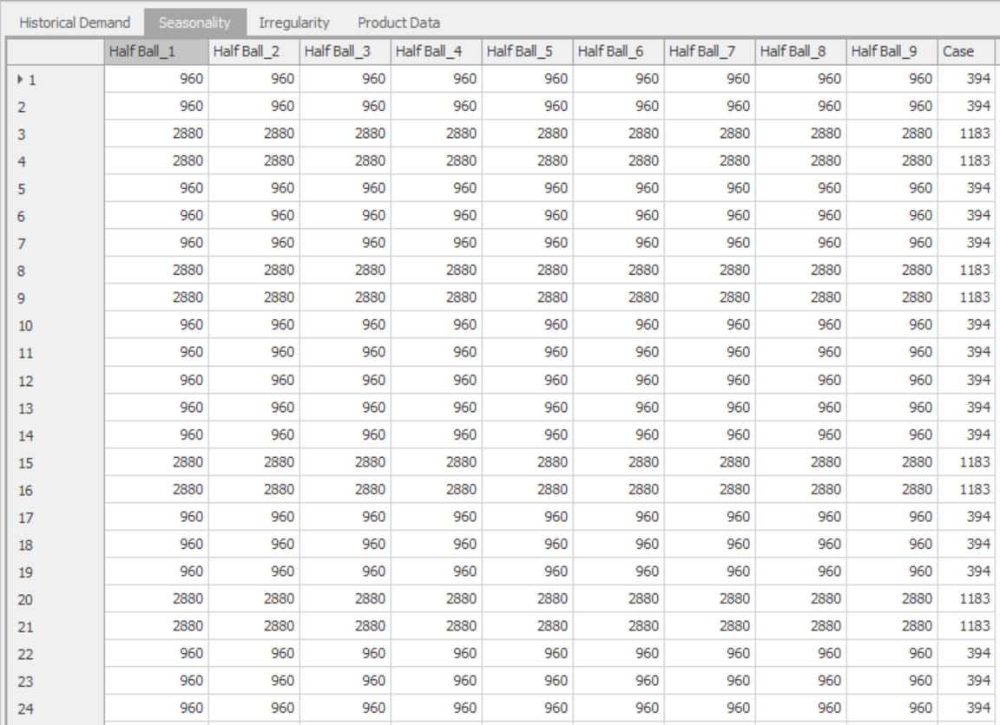 Historical Demand Seasonality Irregularity Product Data
Half Ball_1 Half Ball_2 Half Ball_3 Half Ball_4 Half Ball_5 Half Ball_6 Half Ball_7 Half Ball_8 Half Ball_9 Case
1 960 960 960 960 960 960 960 960 960 394
2 960 960 960 960 960 960 960 960 960 394
3 2880 2880 2880 2880 2880 2880 2880 2880 2880 1183
4 2880 2880 2880 2880 2880 2880 2880 2880 2880 1183
5 960 960 960 960 960 960 960 960 960 394
6 960 960 960 960 960 960 960 960 960 394
7 960 960 960 960 960 960 960 960 960 394
8 2880 2880 2880 2880 2880 2880 2880 2880 2880 1183
9 2880 2880 2880 2880 2880 2880 2880 2880 2880 1183
10 960 960 960 960 960 960 960 960 960 394
11 960 960 960 960 960 960 960 960 960 394
12 960 960 960 960 960 960 960 960 960 394
13 960 960 960 960 960 960 960 960 960 394
14 960 960 960 960 960 960 960 960 960 394
15 2880 2880 2880 2880 2880 2880 2880 2880 2880 1183
16 2880 2880 2880 2880 2880 2880 2880 2880 2880 1183
17 960 960 960 960 960 960 960 960 960 394
18 960 960 960 960 960 960 960 960 960 394
19 960 960 960 960 960 960 960 960 960 394
20 2880 2880 2880 2880 2880 2880 2880 2880 2880 1183
21 2880 2880 2880 2880 2880 2880 2880 2880 2880 1183
22 960 960 960 960 960 960 960 960 960 394
23 960 960 960 960 960 960 960 960 960 394
24 960 960 960 960 960 960 960 960 960 394